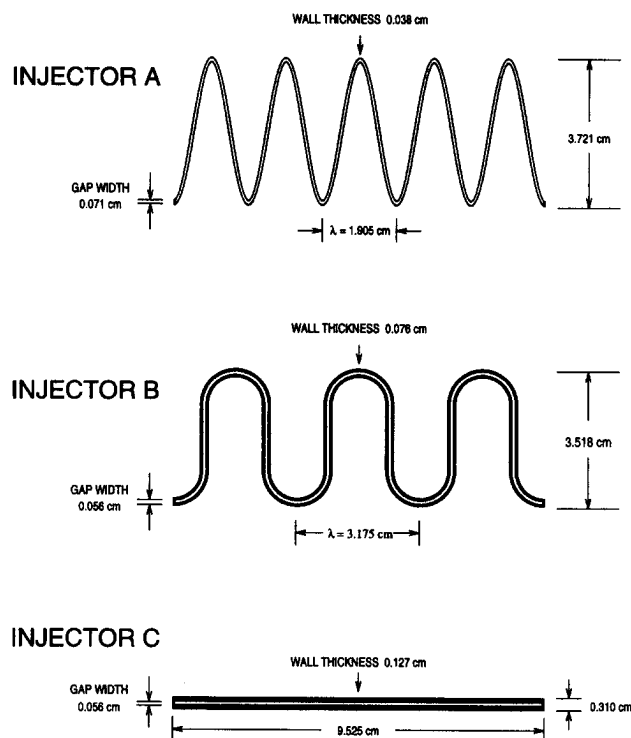 WALL THICKNESS 0.038 cm
INJECTOR A
3.721 cm
GAP WIDTH
0.071 cm
λ = 1.905 cm
WALL THICKNESS 0.076 cm
INJECTOR B
3.518 cm
GAP WIDTH
0.056 cm
λ = 3.175 cm
INJECTOR C
WALL THICKNESS 0.127 cm
GAP WIDTH
0.056 cm
0.310 cm
9.525 cm